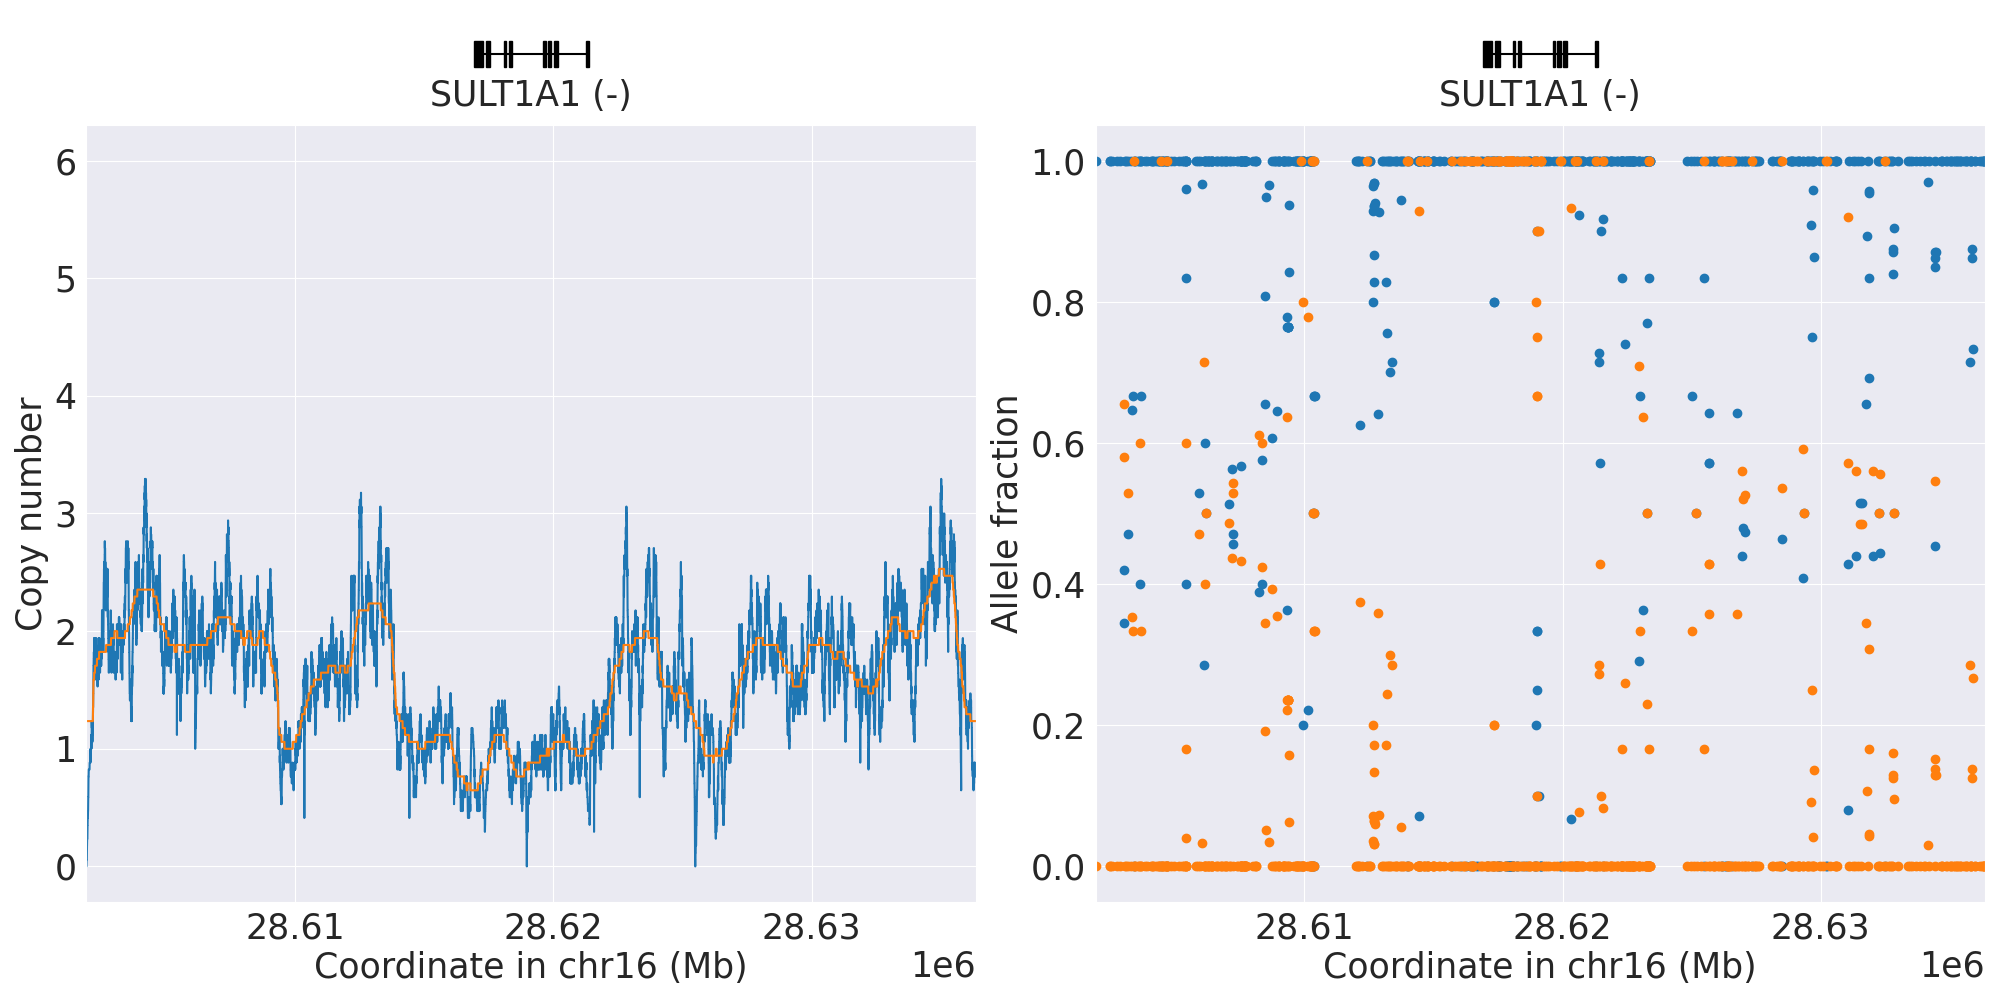 SULT1A1 (-)
6
5
4
3
2
1
0
Copy number
28.61
28.62
28.63
Coordinate in chr16 (Mb)
1e6
SULT1A1 (-)
1.0
0.8
0.6
0.4
0.2
0.0
Allele fraction
28.61
28.62
28.63
Coordinate in chr16 (Mb)
1e6